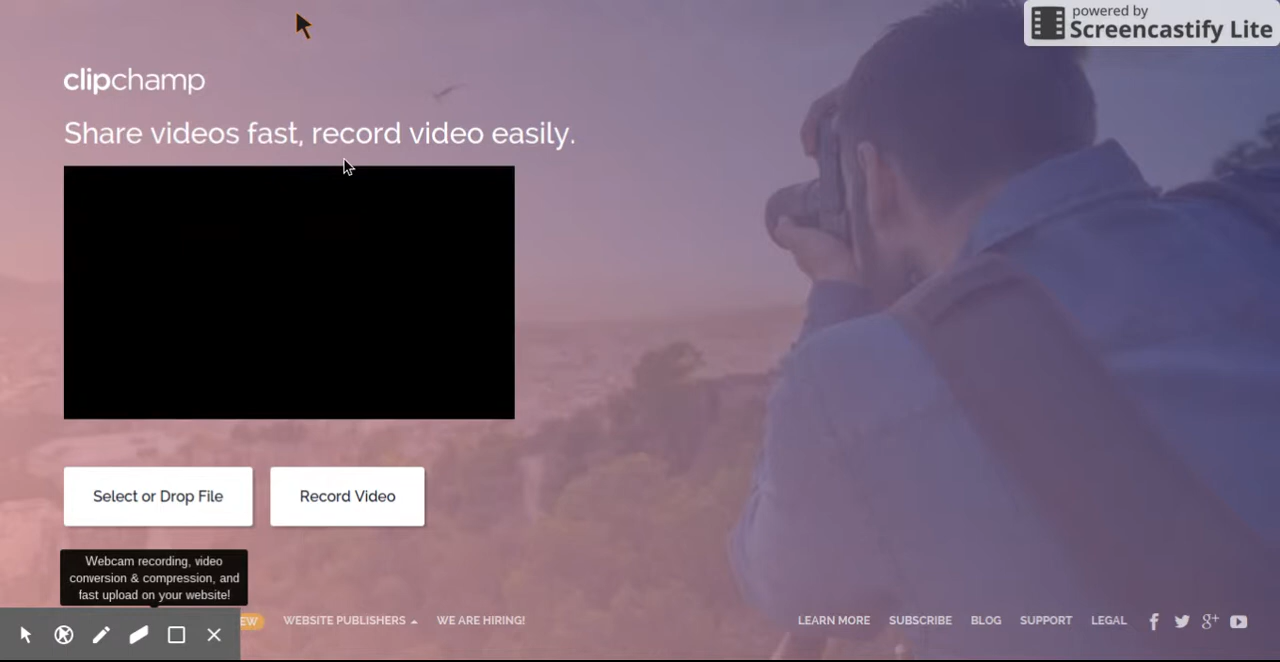 powered by
Screencastify Lite
clipchamp
Share videos fast, record video easily.
Select or Drop File
Record Video
Webcam recording, video
conversion & compression, and
fast upload on your website!
WEBSITE PUBLISHERS
WE ARE HIRING!
LEARN MORE
SUBSCRIBE
BLOG
SUPPORT
LEGAL